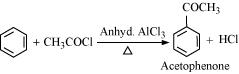 COCH₃
+ CH₃COCl Anhyd. AlCl₃ + HCl
△
Acetophenone